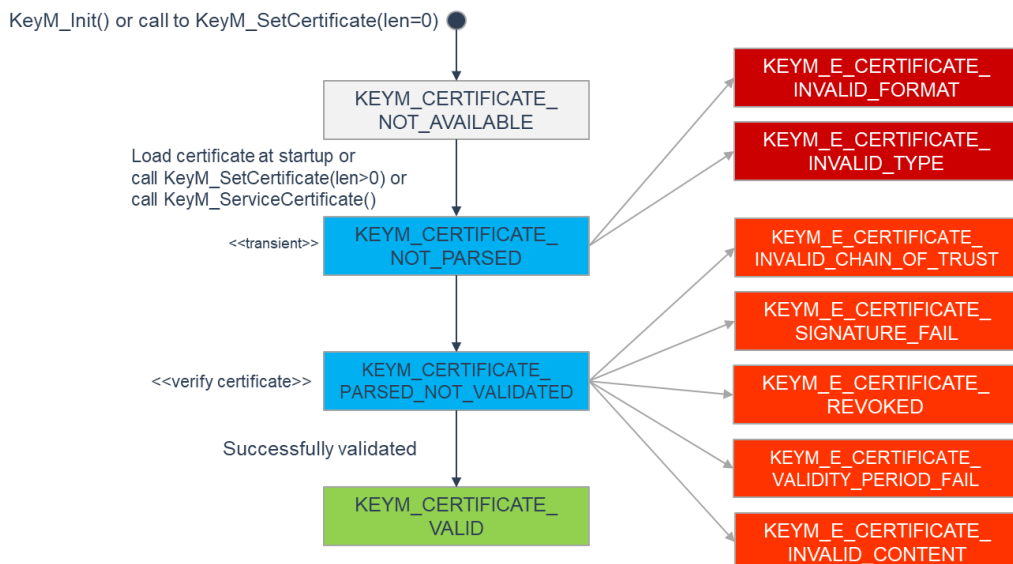 KeyM_Init() or call to KeyM_SetCertificate(len=0)
KEYM_CERTIFICATE_
NOT_AVAILABLE
Load certificate at startup or
call KeyM_SetCertificate(len>0) or
call KeyM_ServiceCertificate()
<<transient>>
KEYM_CERTIFICATE_
NOT_PARSED
<<verify certificate>>
KEYM_CERTIFICATE_
PARSED_NOT_VALIDATED
Successfully validated
KEYM_CERTIFICATE_
VALID
KEYM_E_CERTIFICATE_
INVALID_FORMAT
KEYM_E_CERTIFICATE_
INVALID_TYPE
KEYM_E_CERTIFICATE_
INVALID_CHAIN_OF_TRUST
KEYM_E_CERTIFICATE_
SIGNATURE_FAIL
KEYM_E_CERTIFICATE_
REVOKED
KEYM_E_CERTIFICATE_
VALIDITY_PERIOD_FAIL
KEYM_E_CERTIFICATE_
INVALID_CONTENT